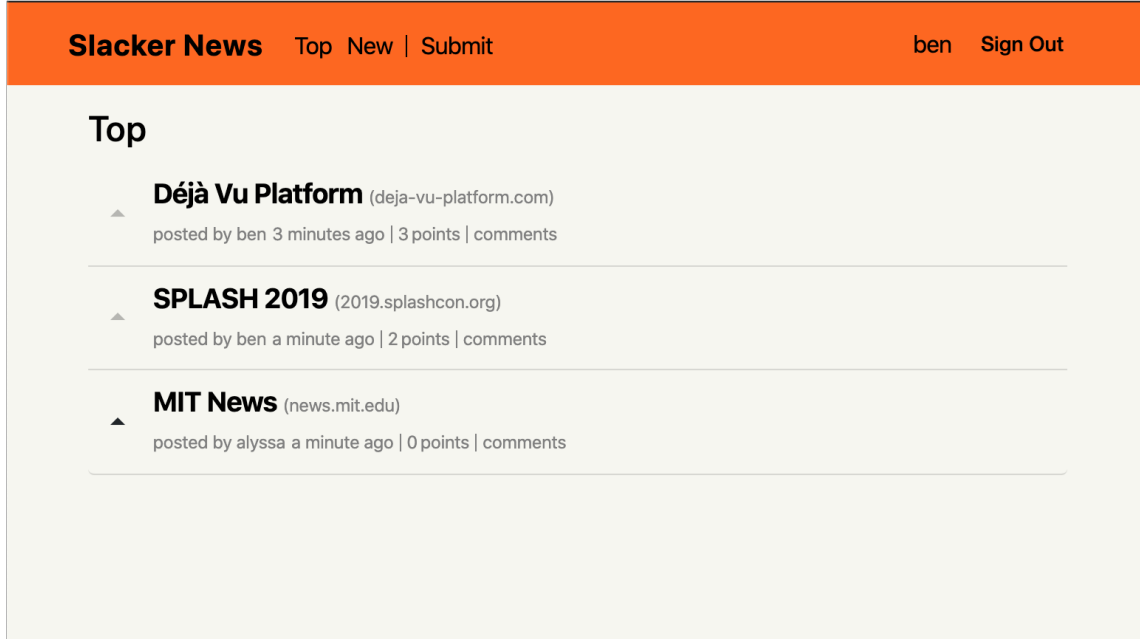 Slacker News Top New | Submit ben Sign Out
Top
Déjà Vu Platform (deja-vu-platform.com)
posted by ben 3 minutes ago | 3 points | comments
SPLASH 2019 (2019.splashcon.org)
posted by ben a minute ago | 2 points | comments
MIT News (news.mit.edu)
posted by alyssa a minute ago | 0 points | comments